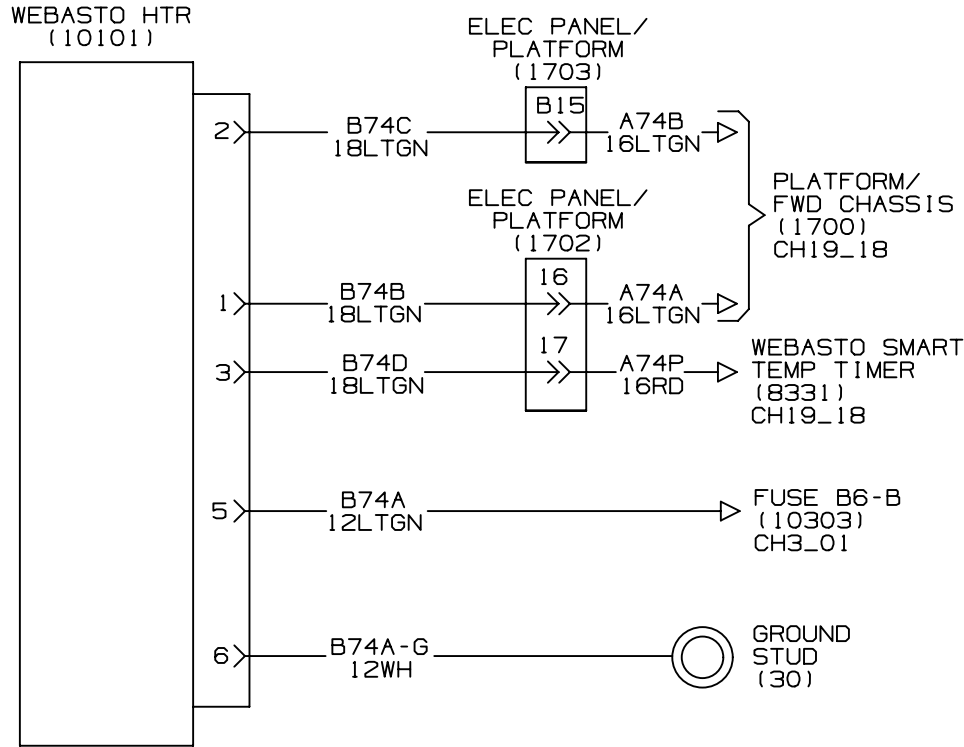 WEBASTO HTR
(10101)
ELEC PANEL/
PLATFORM
(1703)
B15
2
B74C
18LTGN
A74B
16LTGN
PLATFORM/
FWD CHASSIS
(1700)
CH19_18
ELEC PANEL/
PLATFORM
(1702)
16
1
B74B
18LTGN
A74A
16LTGN
17
3
B74D
18LTGN
A74P
16RD
WEBASTO SMART
TEMP TIMER
(8331)
CH19_18
5
B74A
12LTGN
FUSE B6-B
(10303)
CH3_01
6
B74A-G
12WH
GROUND
STUD
(30)